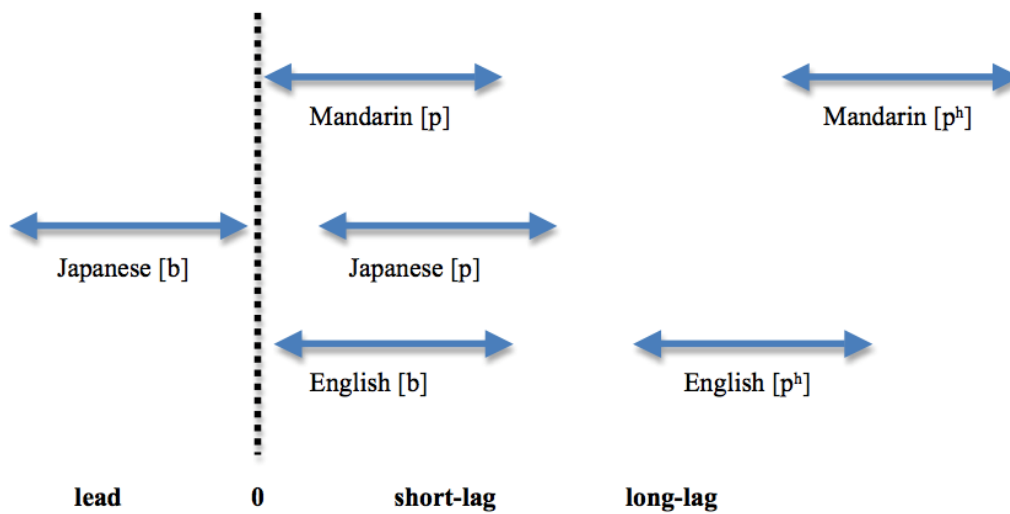 Mandarin [p]
Mandarin [pʰ]
Japanese [b]
Japanese [p]
English [b]
English [pʰ]
lead 0 short-lag long-lag